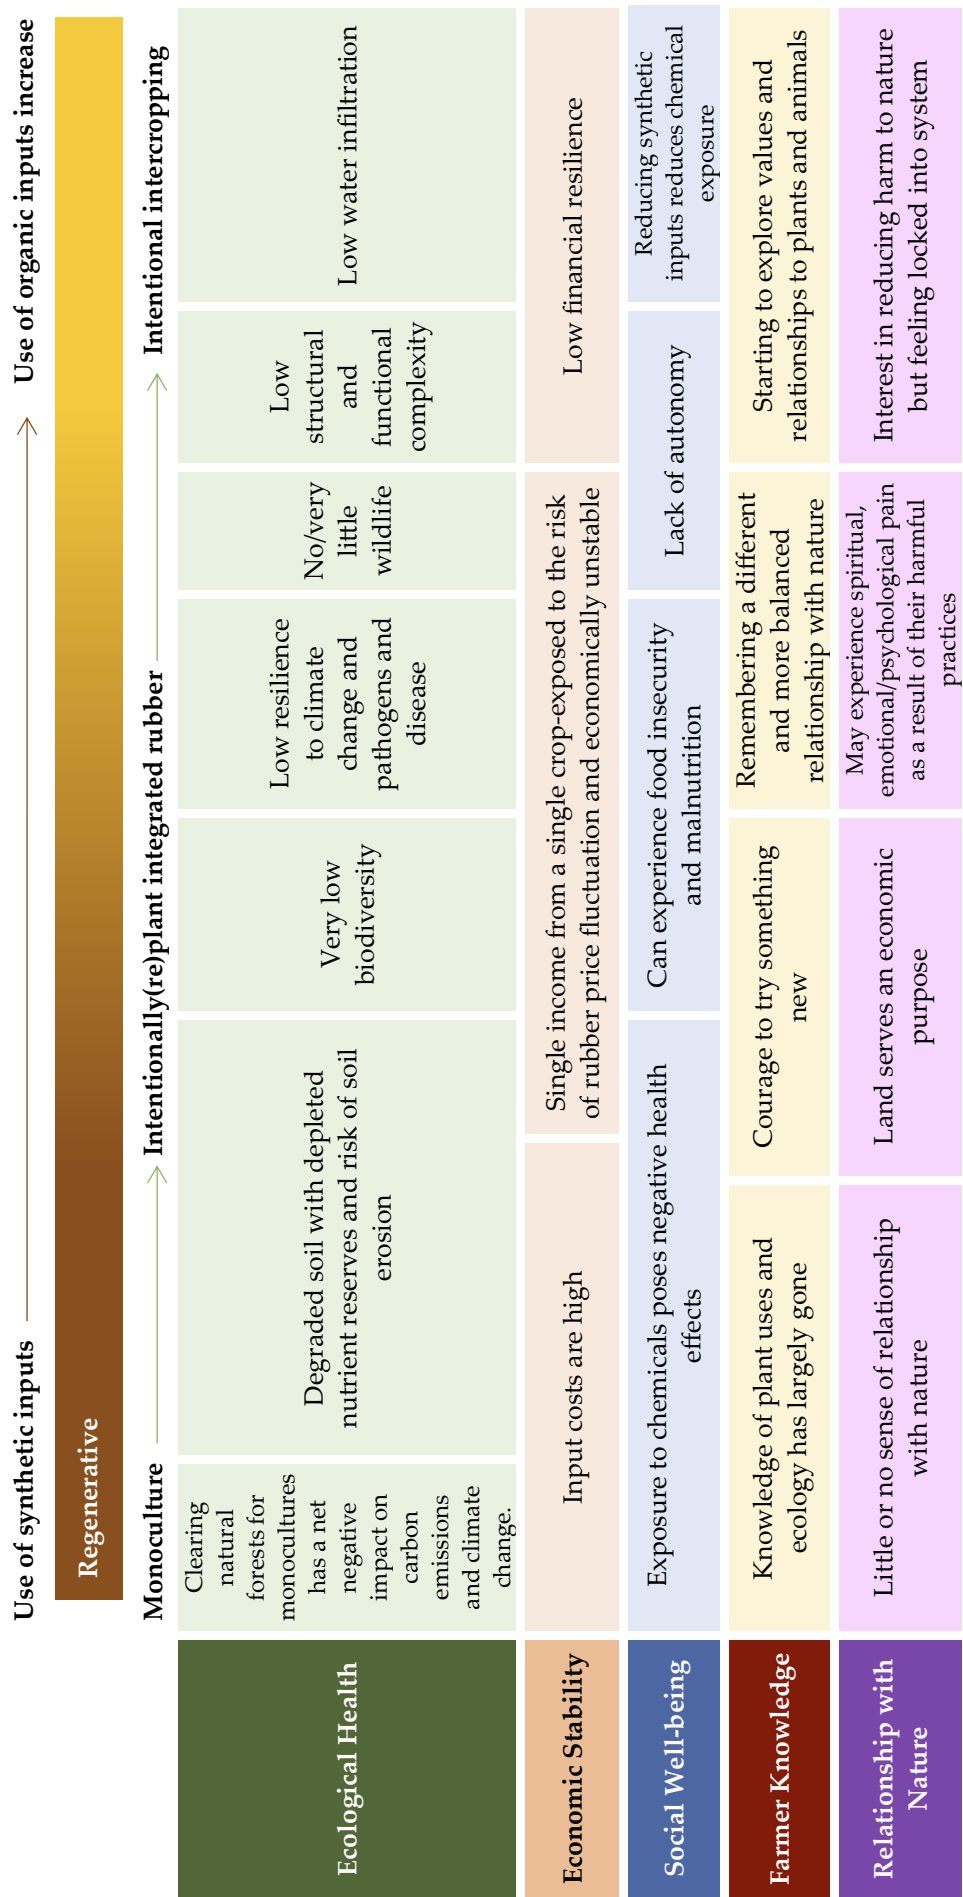 Use of synthetic inputs
Use of organic inputs increase
Regenerative
Monoculture
Intentionally(re)plant integrated rubber
Intentional intercropping
Ecological Health
Clearing
natural
forests for
monocultures
has a net
negative
impact on
carbon
emissions
and climate
change.
Degraded soil with depleted
nutrient reserves and risk of soil
erosion
Very low
biodiversity
Low resilience
to climate
change and
pathogens and
disease
No/very
little
wildlife
Low
structural
and
functional
complexity
Low water infiltration
Economic Stability
Input costs are high
Single income from a single crop-exposed to the risk
of rubber price fluctuation and economically unstable
Low financial resilience
Social Well-being
Exposure to chemicals poses negative health
effects
Can experience food insecurity
and malnutrition
Lack of autonomy
Reducing synthetic
inputs reduces chemical
exposure
Farmer Knowledge
Knowledge of plant uses and
ecology has largely gone
Courage to try something
new
Remembering a different
and more balanced
relationship with nature
Starting to explore values and
relationships to plants and animals
Relationship with
Nature
Little or no sense of relationship
with nature
Land serves an economic
purpose
May experience spiritual,
emotional/psychological pain
as a result of their harmful
practices
Interest in reducing harm to nature
but feeling locked into system